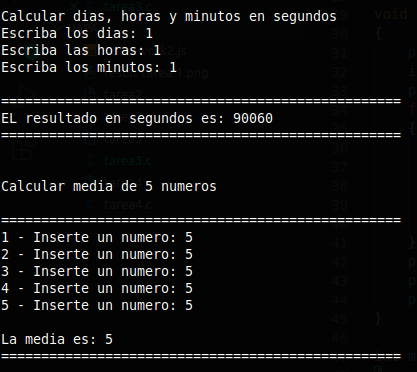 Calcular dias, horas y minutos en segundos
Escriba los dias: 1
Escriba las horas: 1
Escriba los minutos: 1
==================================================
EL resultado en segundos es: 90060
==================================================
Calcular media de 5 numeros
==================================================
1 - Inserte un numero: 5
2 - Inserte un numero: 5
3 - Inserte un numero: 5
4 - Inserte un numero: 5
5 - Inserte un numero: 5
La media es: 5
==================================================